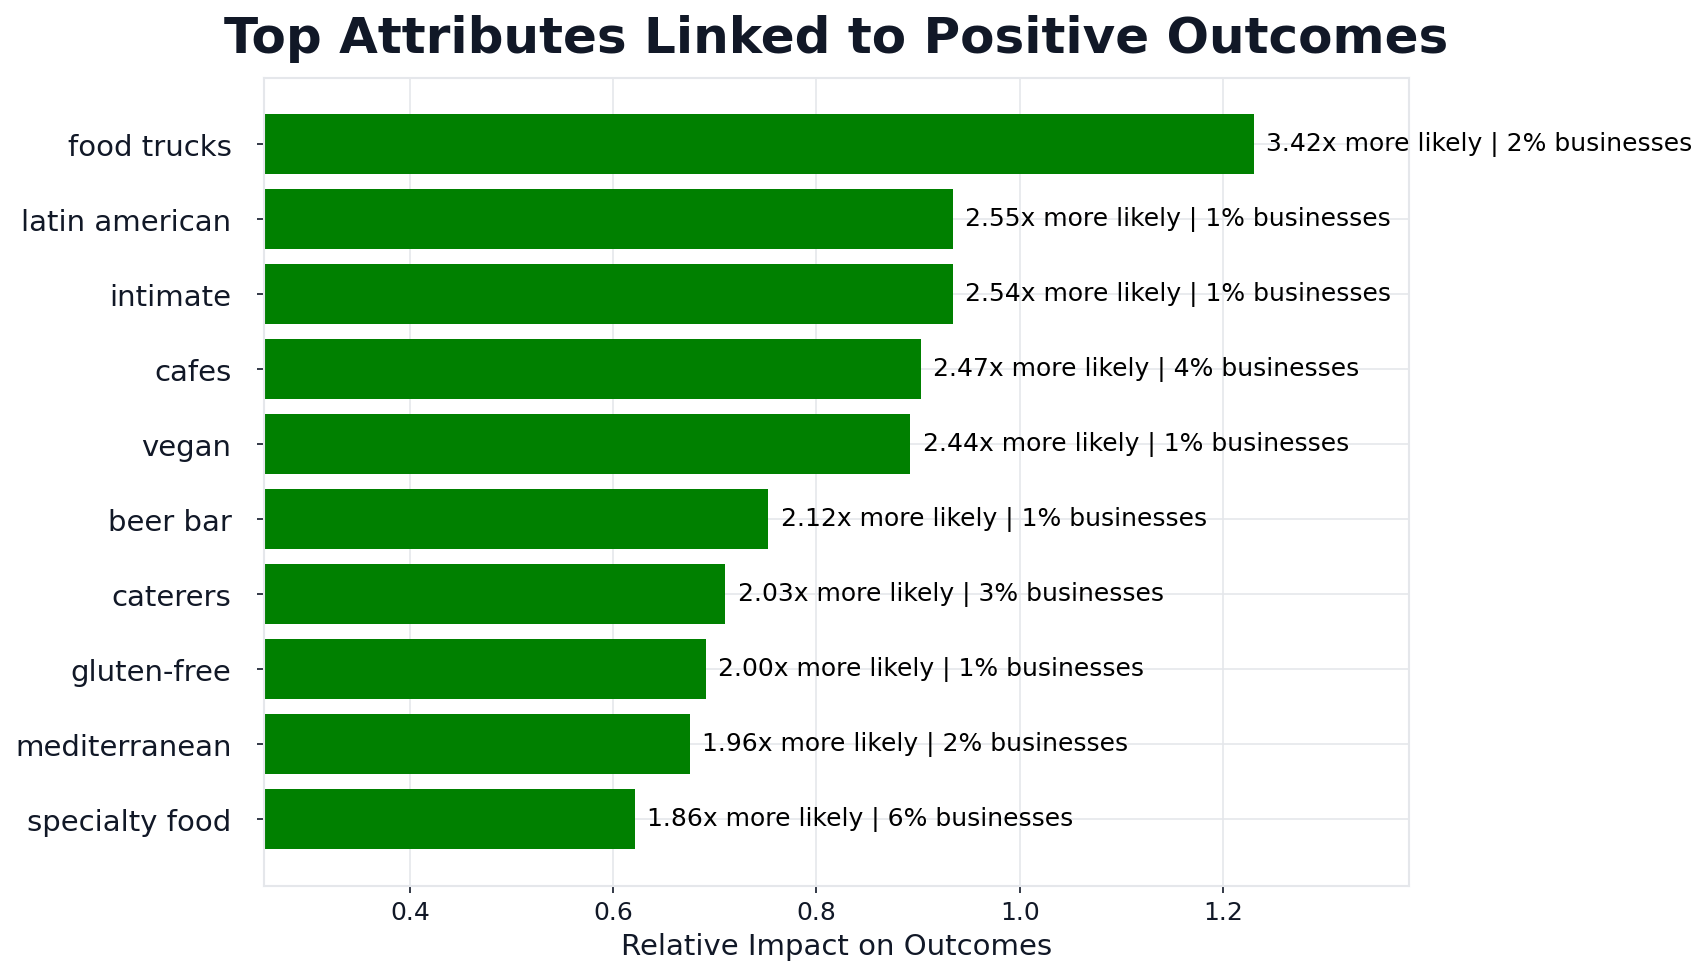 Top Attributes Linked to Positive Outcomes
food trucks 3.42x more likely | 2% businesses
latin american 2.55x more likely | 1% businesses
intimate 2.54x more likely | 1% businesses
cafes 2.47x more likely | 4% businesses
vegan 2.44x more likely | 1% businesses
beer bar 2.12x more likely | 1% businesses
caterers 2.03x more likely | 3% businesses
gluten-free 2.00x more likely | 1% businesses
mediterranean 1.96x more likely | 2% businesses
specialty food 1.86x more likely | 6% businesses
0.4 0.6 0.8 1.0 1.2
Relative Impact on Outcomes